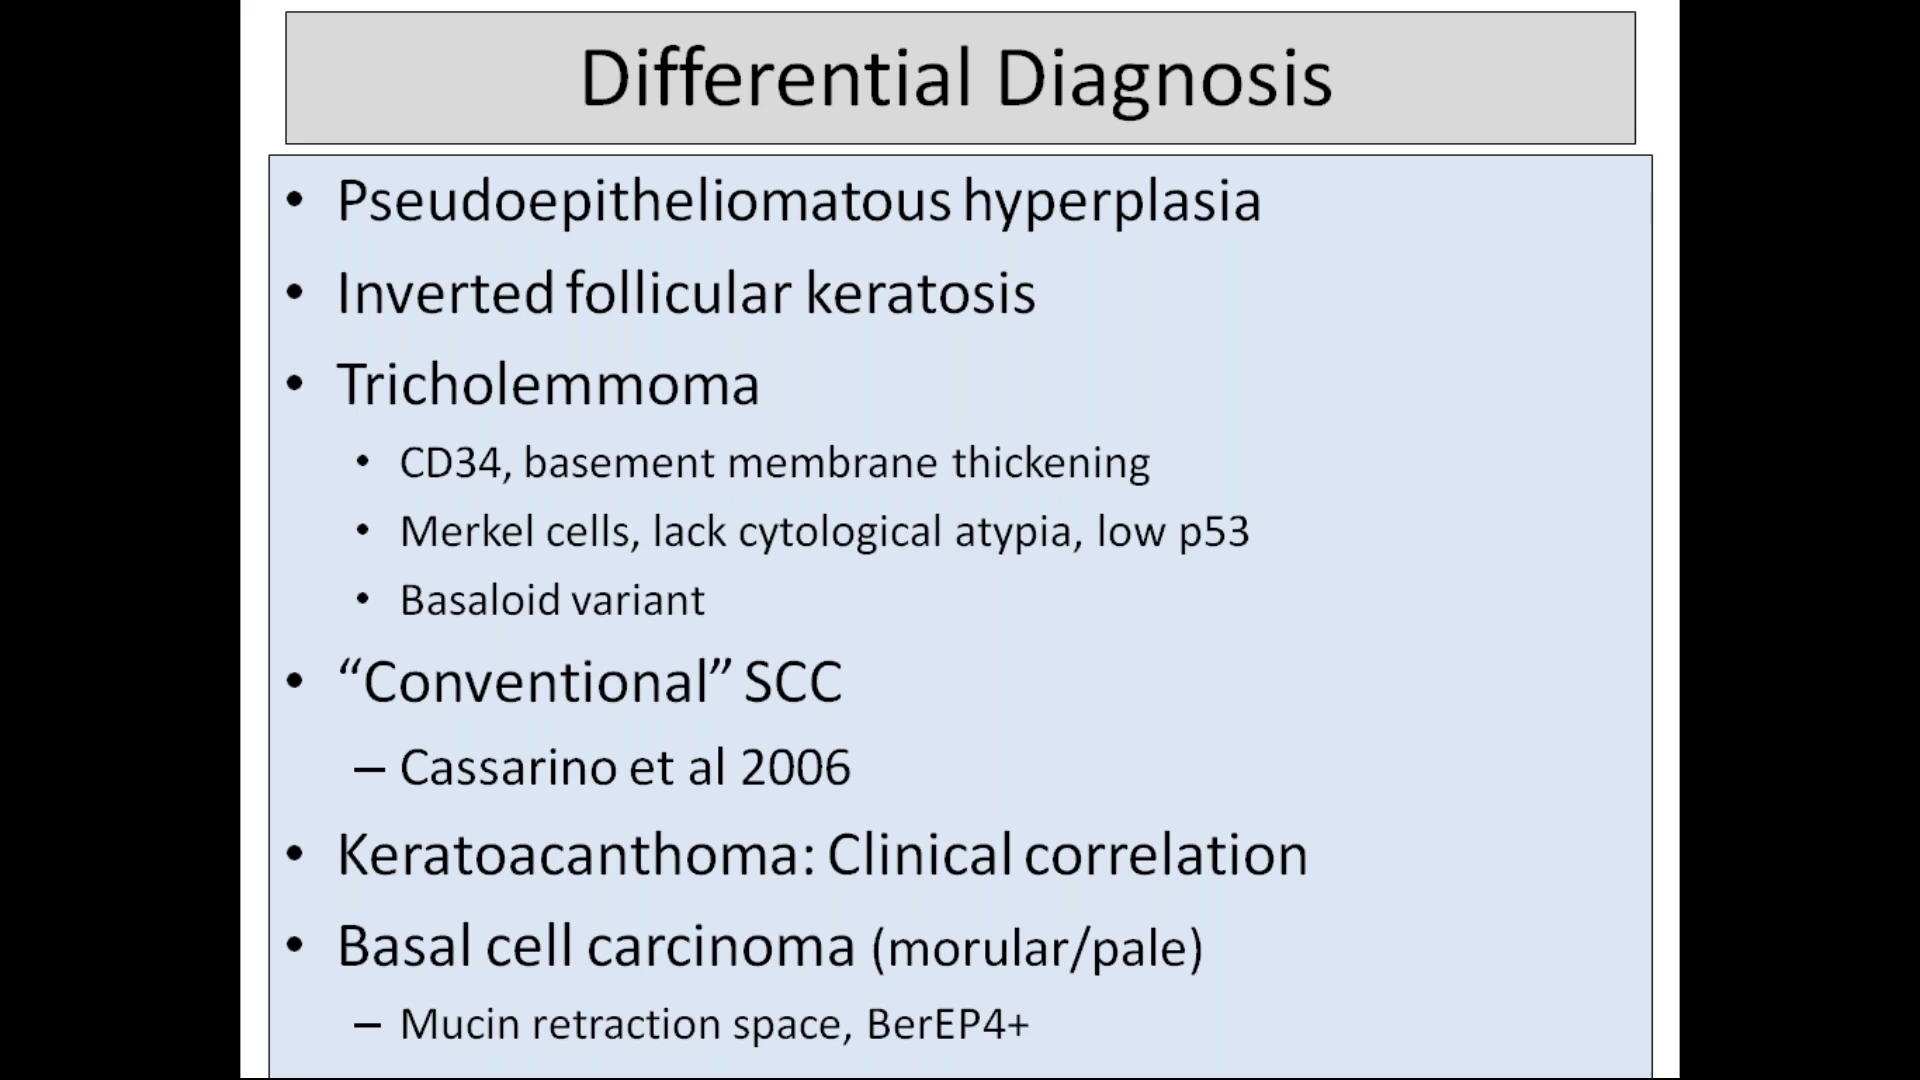 Differential Diagnosis
• Pseudoepitheliomatous hyperplasia
• Inverted follicular keratosis
• Tricholemmoma
• CD34, basement membrane thickening
• Merkel cells, lack cytological atypia, low p53
• Basaloid variant
• “Conventional” SCC
– Cassarino et al 2006
• Keratoacanthoma: Clinical correlation
• Basal cell carcinoma (morular/pale)
– Mucin retraction space, BerEP4+